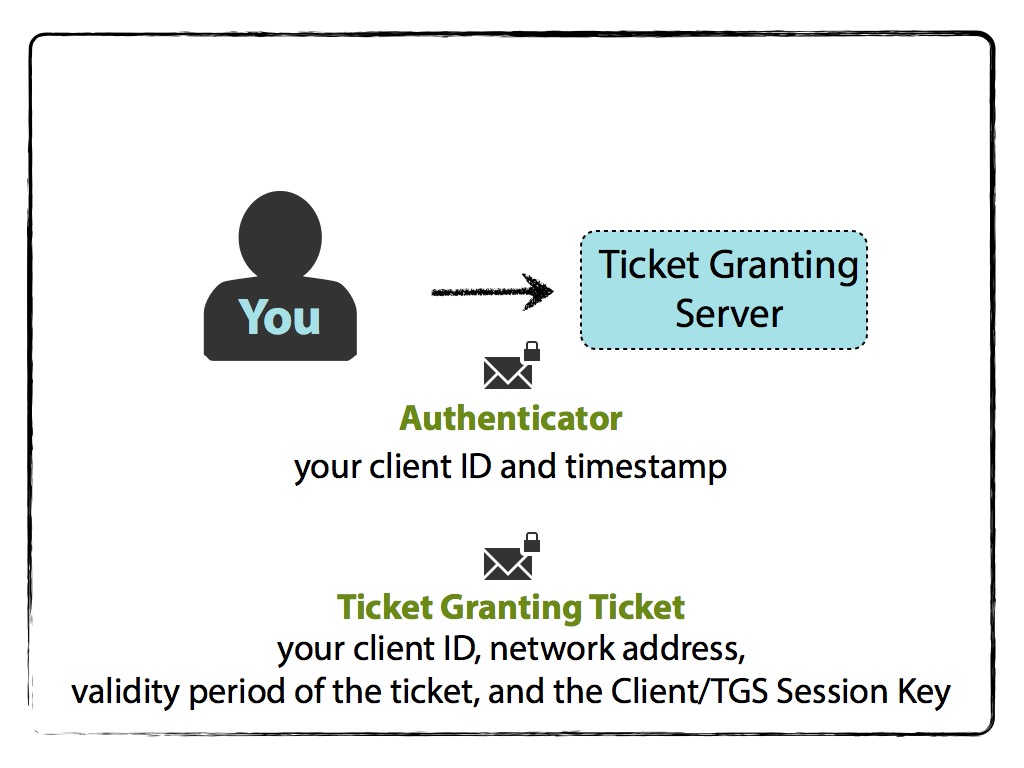 You
Ticket Granting
Server
Authenticator
your client ID and timestamp
Ticket Granting Ticket
your client ID, network address,
validity period of the ticket, and the Client/TGS Session Key